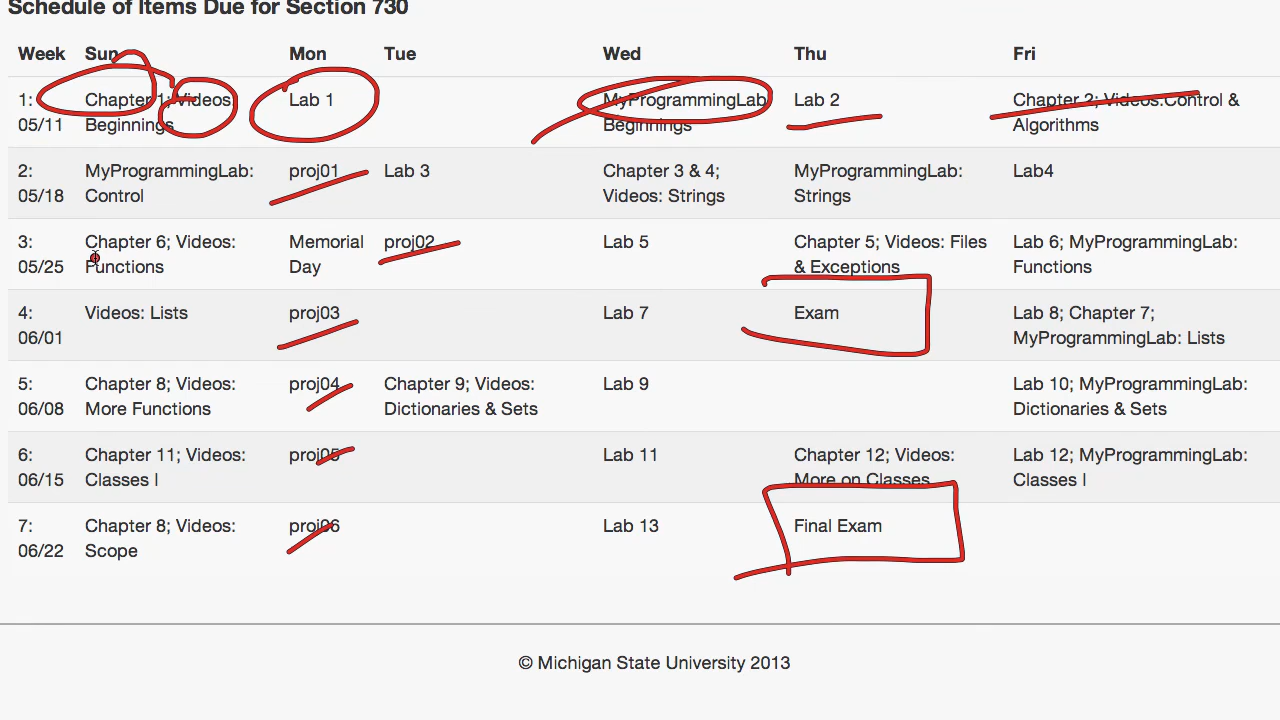 Schedule of Items Due for Section 730
Week Sun Mon Tue Wed Thu Fri
1: Chapter 1; Videos: Lab 1 MyProgrammingLab: Lab 2 Chapter 2; Videos:Control &
05/11 Beginnings Beginnings Algorithms
2: MyProgrammingLab: proj01 Lab 3 Chapter 3 & 4; MyProgrammingLab: Lab4
05/18 Control Videos: Strings Strings
3: Chapter 6; Videos: Memorial proj02 Lab 5 Chapter 5; Videos: Files Lab 6; MyProgrammingLab:
05/25 Functions Day & Exceptions Functions
4: Videos: Lists proj03 Lab 7 Exam Lab 8; Chapter 7;
06/01 MyProgrammingLab: Lists
5: Chapter 8; Videos: proj04 Chapter 9; Videos: Lab 9 Lab 10; MyProgrammingLab:
06/08 More Functions Dictionaries & Sets Dictionaries & Sets
6: Chapter 11; Videos: proj05 Lab 11 Chapter 12; Videos: Lab 12; MyProgrammingLab:
06/15 Classes I More on Classes Classes I
7: Chapter 8; Videos: proj06 Lab 13 Final Exam
06/22 Scope
© Michigan State University 2013